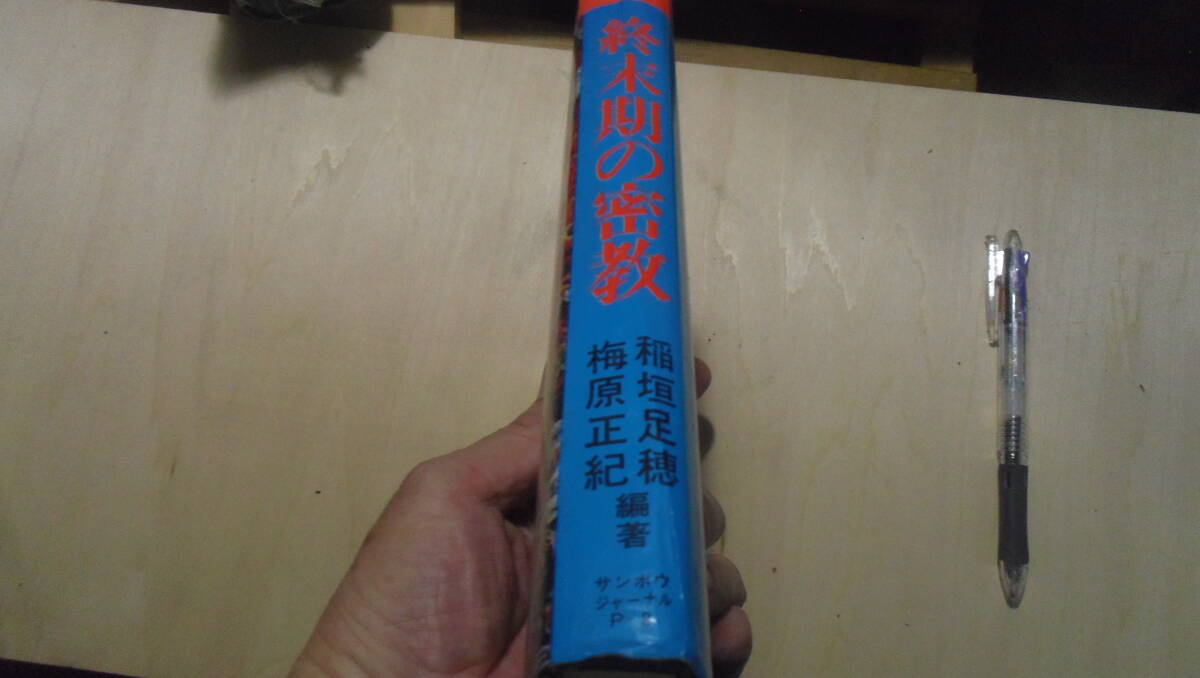 終末期の密教
稲垣足穂
梅原正紀
編著
サンポウ
ジャーナル